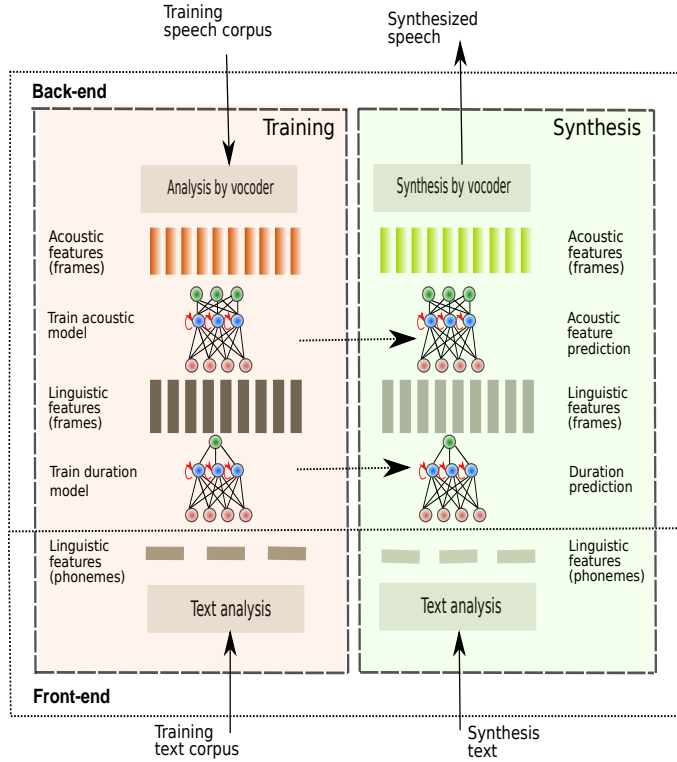 Training
speech corpus
Synthesized
speech
Back-end
Training
Synthesis
Analysis by vocoder
Synthesis by vocoder
Acoustic
features
(frames)
Acoustic
features
(frames)
Train acoustic
model
Acoustic
feature
prediction
Linguistic
features
(frames)
Linguistic
features
(frames)
Train duration
model
Duration
prediction
Linguistic
features
(phonemes)
Linguistic
features
(phonemes)
Text analysis
Text analysis
Front-end
Training
text corpus
Synthesis
text